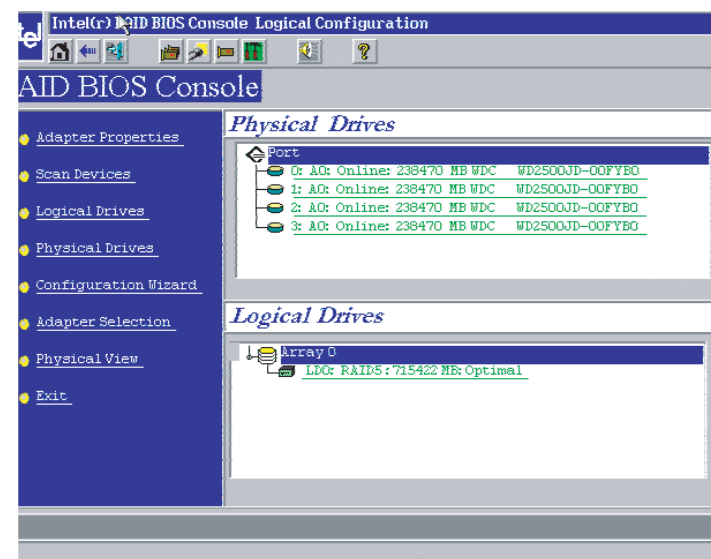 Intel(r) RAID BIOS Console Logical Configuration
tel
?
AID BIOS Console
Adapter Properties
Scan Devices
Logical Drives
Physical Drives
Configuration Wizard
Adapter Selection
Physical View
Exit
Physical Drives
Port
0: A0: Online: 238470 MB WDC WD2500JD-00FYB0
1: A0: Online: 238470 MB WDC WD2500JD-00FYB0
2: A0: Online: 238470 MB WDC WD2500JD-00FYB0
3: A0: Online: 238470 MB WDC WD2500JD-00FYB0
Logical Drives
Array 0
LD0: RAID5: 715422 MB: Optimal